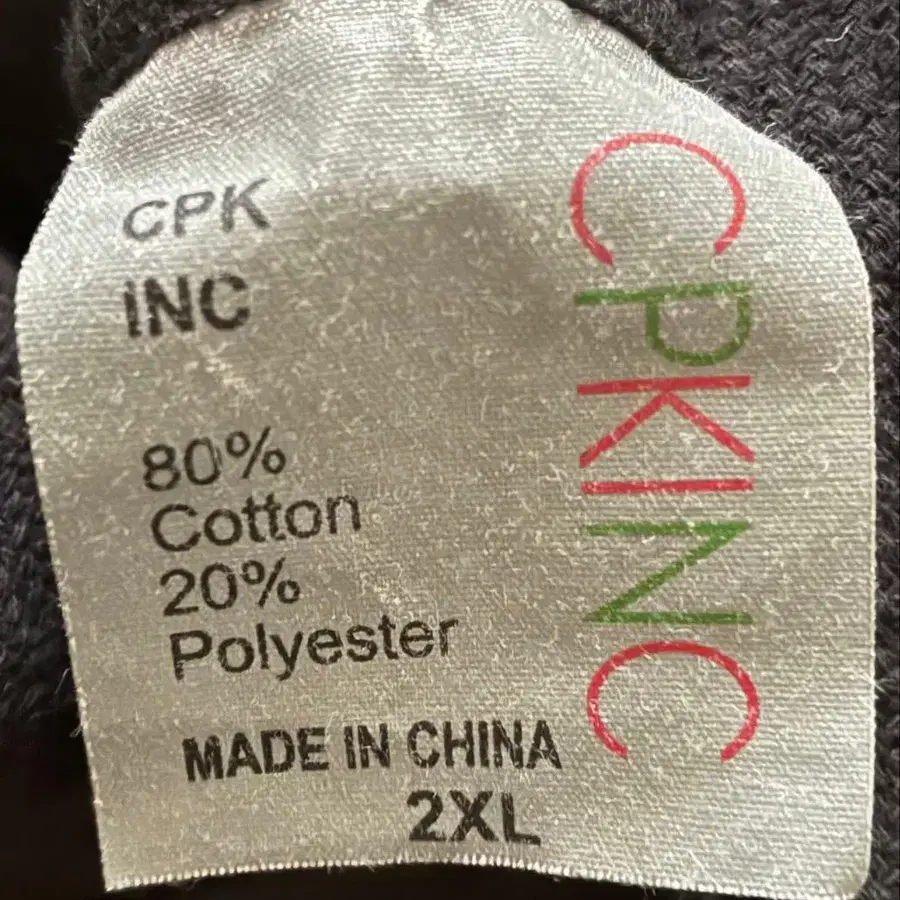 CPK
INC
80%
Cotton
20%
Polyester
MADE IN CHINA
2XL
CPKINC